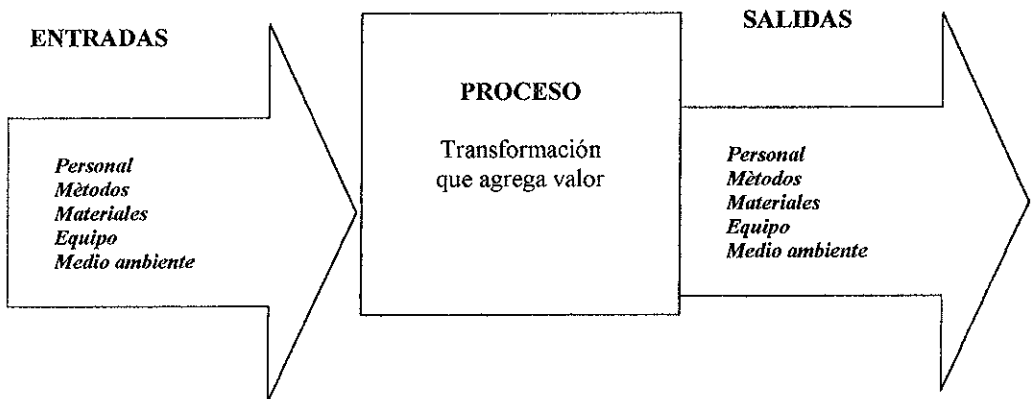 ENTRADAS
Personal
Mètodos
Materiales
Equipo
Medio ambiente
PROCESO
Transformación
que agrega valor
SALIDAS
Personal
Mètodos
Materiales
Equipo
Medio ambiente